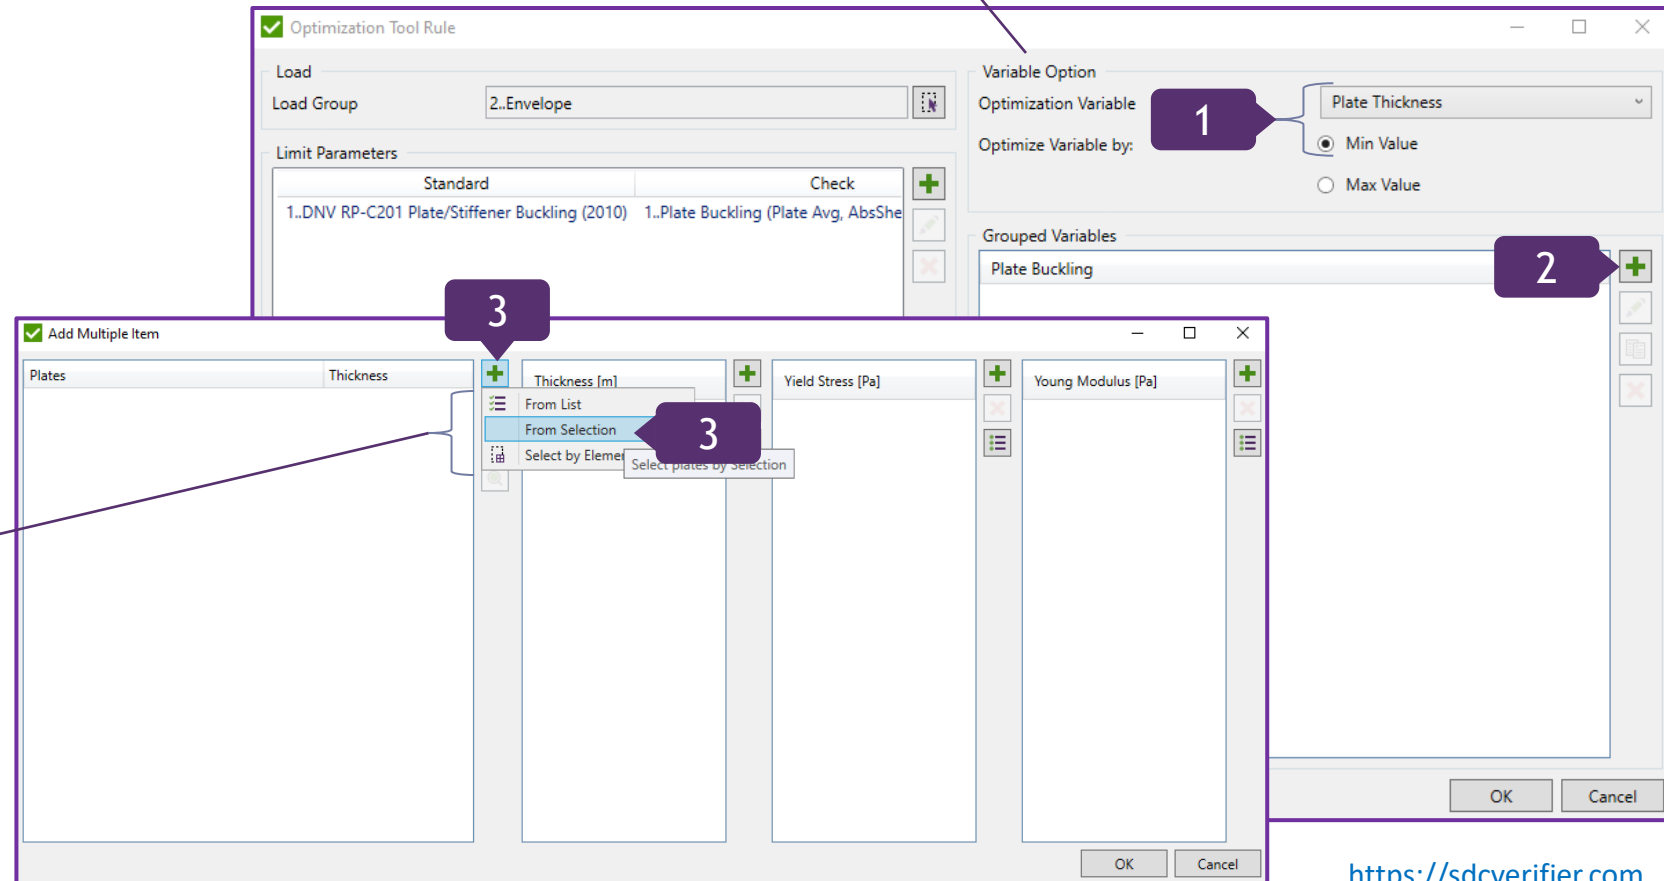 Optimization Tool Rule
Load
Load Group 2..Envelope
Limit Parameters
Standard Check
1..DNV RP-C201 Plate/Stiffener Buckling (2010) 1..Plate Buckling (Plate Avg, AbsShe
Variable Option
Optimization Variable 1 Plate Thickness
Optimize Variable by: Min Value
Max Value
Grouped Variables
Plate Buckling 2
3
Add Multiple Item
Plates Thickness
Thickness [m]
Yield Stress [Pa]
Young Modulus [Pa]
From List
From Selection 3
Select by Elemen
Select plates by Selection
OK Cancel
OK Cancel
https://sdcverifier.com